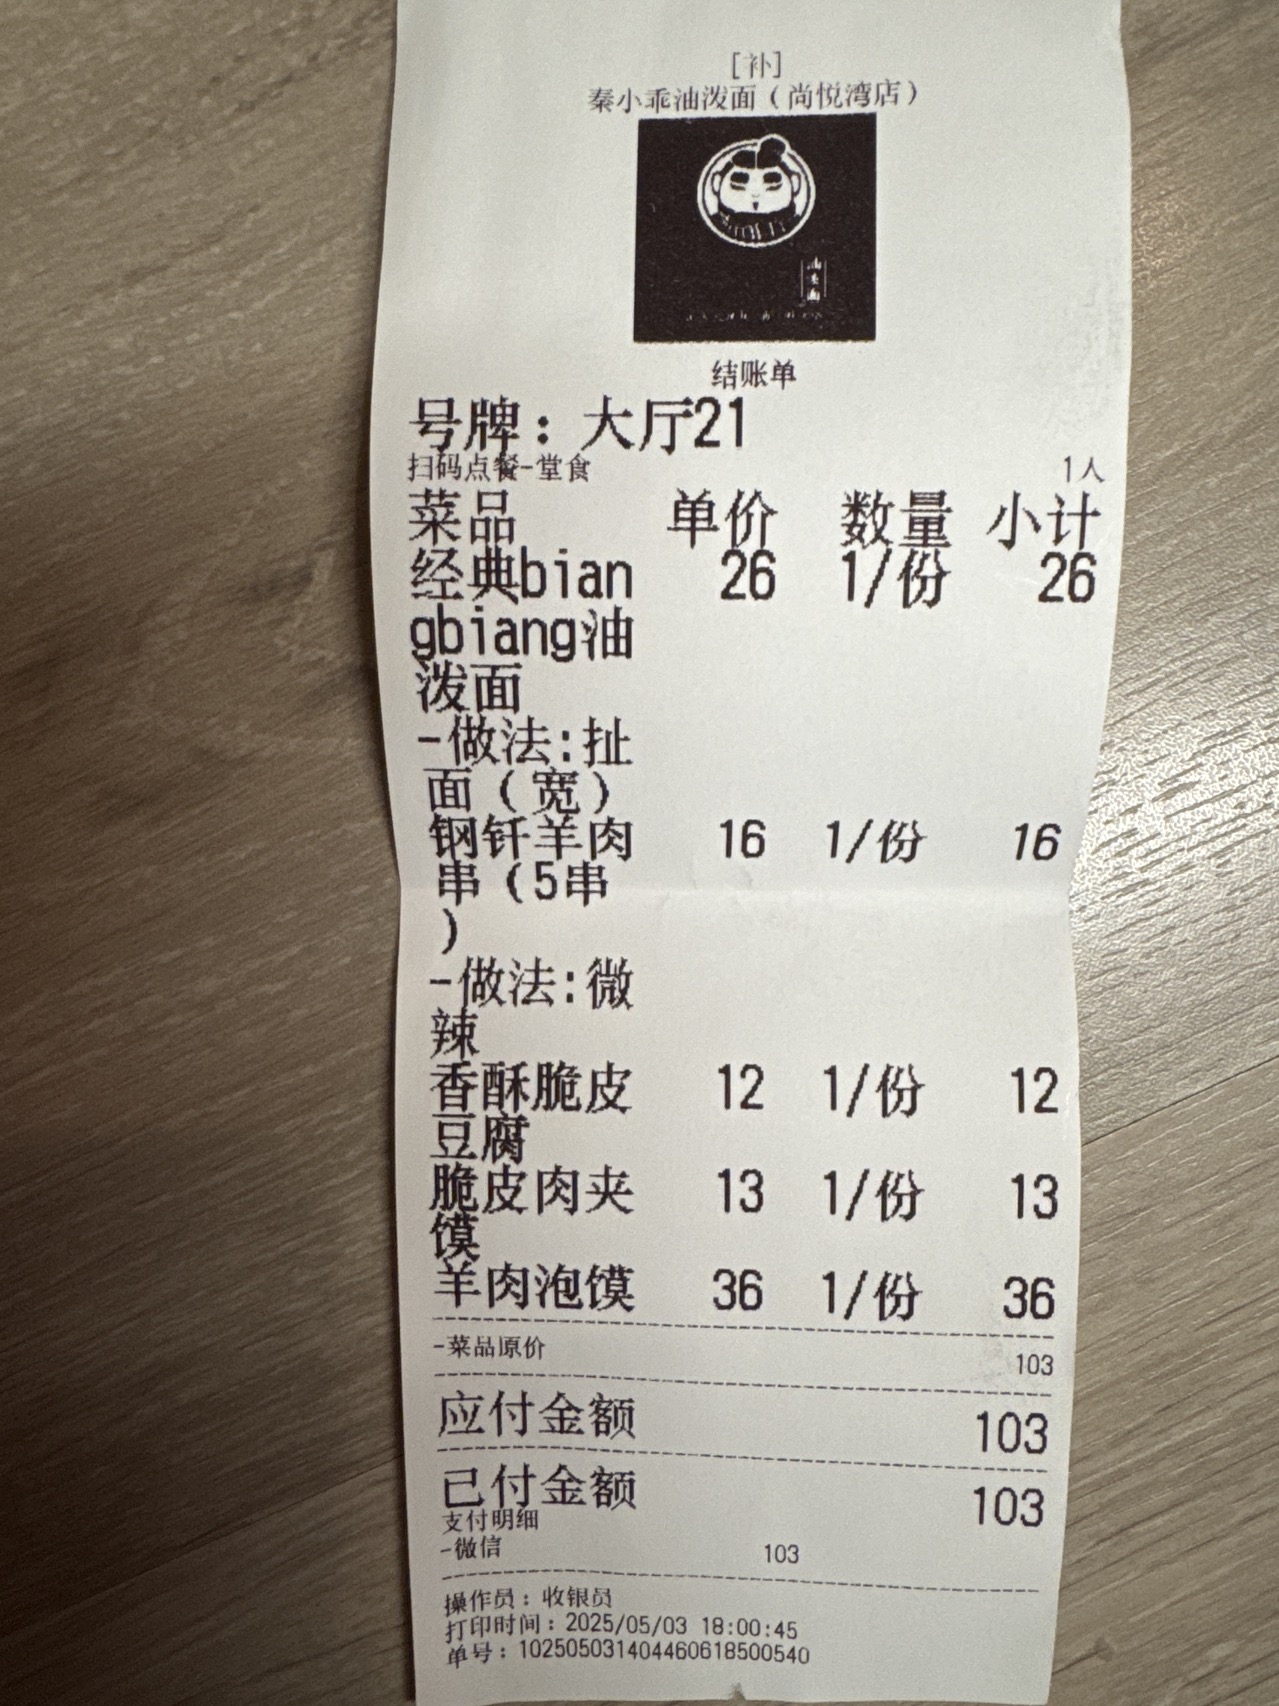 [补]
秦小乖油泼面（尚悦湾店）
结账单
号牌：大厅21
扫码点餐-堂食 1人
菜品 单价 数量 小计
经典bian 26 1/份 26
gbiang油
泼面
-做法:扯
面（宽）
钢钎羊肉 16 1/份 16
串（5串
）
-做法:微
辣
香酥脆皮 12 1/份 12
豆腐
脆皮肉夹 13 1/份 13
馍
羊肉泡馍 36 1/份 36
-菜品原价 103
应付金额 103
已付金额 103
支付明细
-微信 103
操作员：收银员
打印时间：2025/05/03 18:00:45
单号：102505031404460618500540